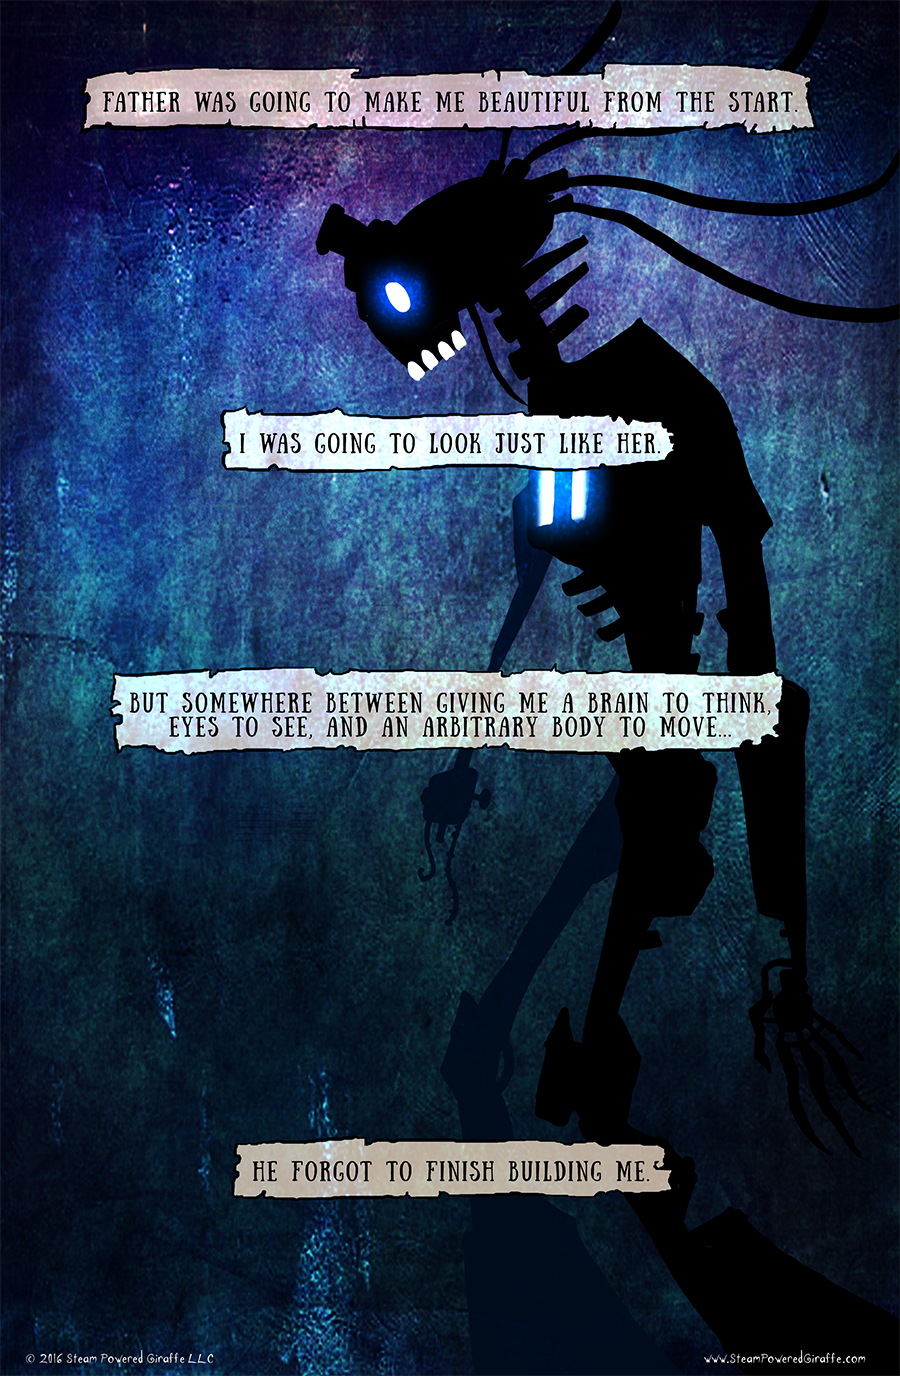 FATHER WAS GOING TO MAKE ME BEAUTIFUL FROM THE START.
I WAS GOING TO LOOK JUST LIKE HER.
BUT SOMEWHERE BETWEEN GIVING ME A BRAIN TO THINK,
EYES TO SEE, AND AN ARBITRARY BODY TO MOVE...
HE FORGOT TO FINISH BUILDING ME.
© 2016 Steam Powered Giraffe LLC
www.SteamPoweredGiraffe.com